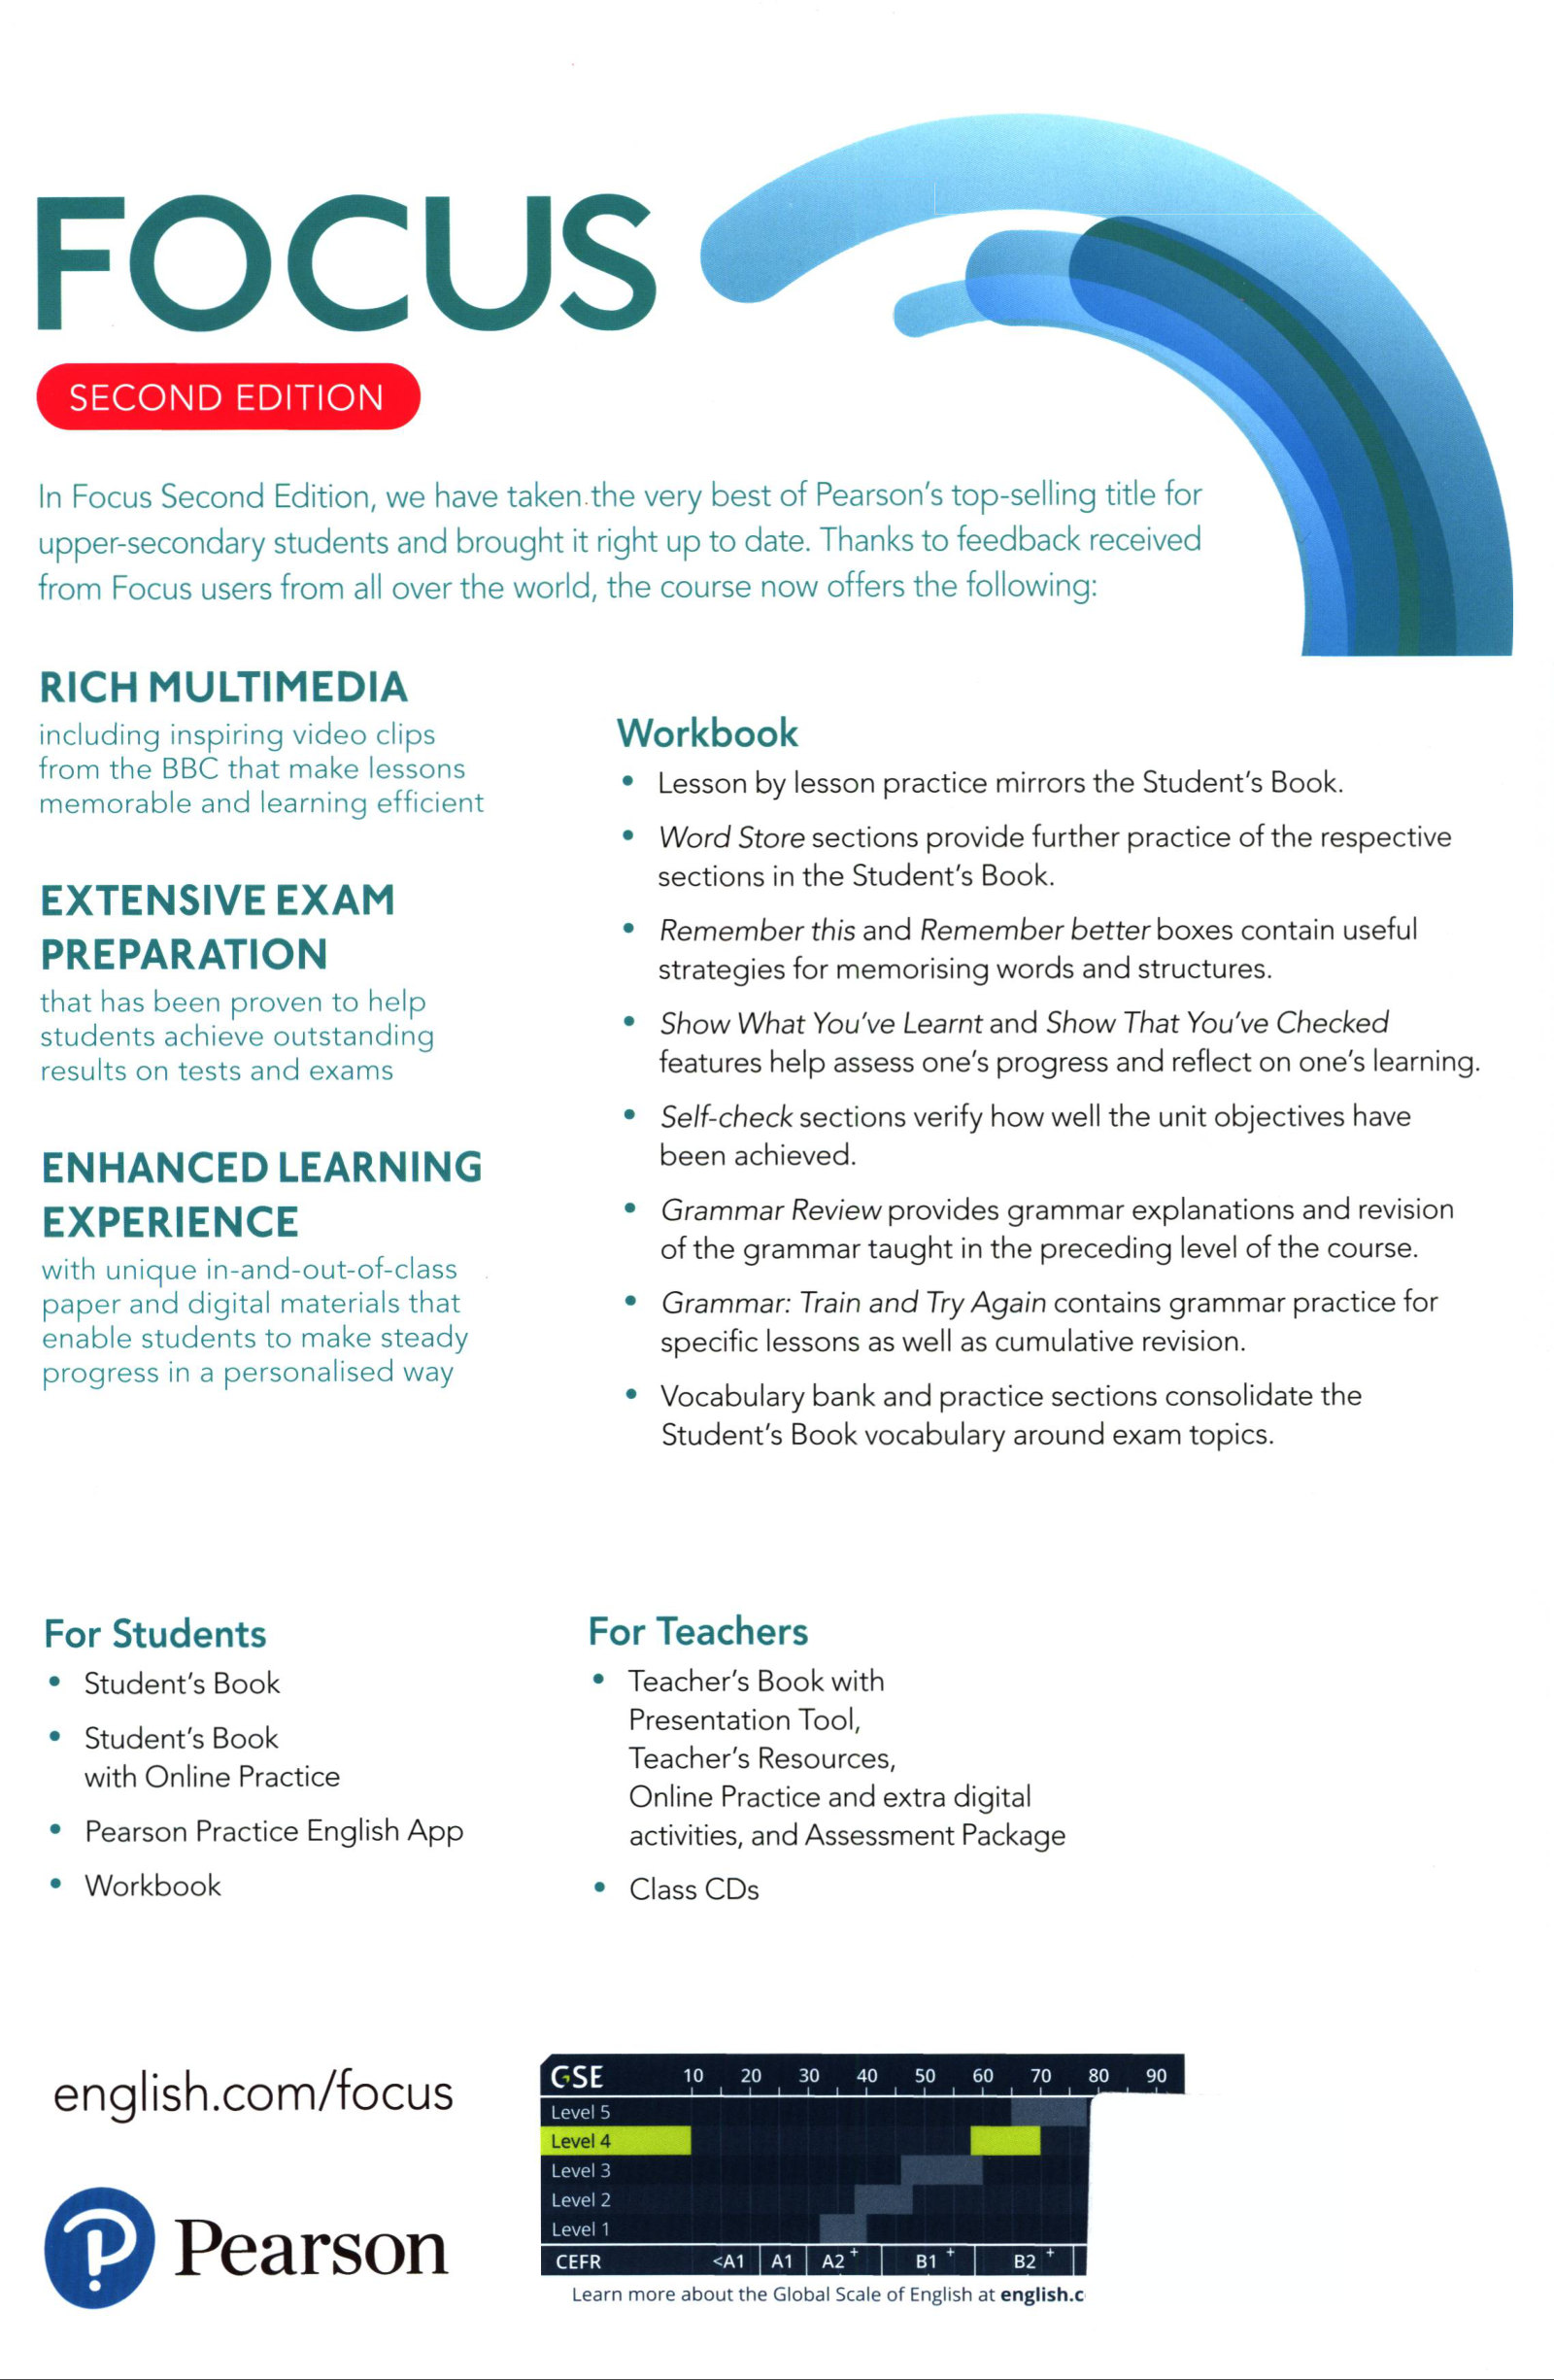 FOCUS
SECOND EDITION
In Focus Second Edition, we have taken the very best of Pearson's top-selling title for
upper-secondary students and brought it right up to date. Thanks to feedback received
from Focus users from all over the world, the course now offers the following:
RICH MULTIMEDIA
including inspiring video clips
from the BBC that make lessons
memorable and learning efficient
EXTENSIVE EXAM
PREPARATION
that has been proven to help
students achieve outstanding
results on tests and exams
ENHANCED LEARNING
EXPERIENCE
with unique in-and-out-of-class
paper and digital materials that
enable students to make steady
progress in a personalised way
Workbook
• Lesson by lesson practice mirrors the Student's Book.
• Word Store sections provide further practice of the respective
sections in the Student's Book.
• Remember this and Remember better boxes contain useful
strategies for memorising words and structures.
• Show What You've Learnt and Show That You've Checked
features help assess one's progress and reflect on one's learning.
• Self-check sections verify how well the unit objectives have
been achieved.
• Grammar Review provides grammar explanations and revision
of the grammar taught in the preceding level of the course.
• Grammar: Train and Try Again contains grammar practice for
specific lessons as well as cumulative revision.
• Vocabulary bank and practice sections consolidate the
Student's Book vocabulary around exam topics.
For Students
• Student's Book
• Student's Book
with Online Practice
• Pearson Practice English App
• Workbook
For Teachers
• Teacher's Book with
Presentation Tool,
Teacher's Resources,
Online Practice and extra digital
activities, and Assessment Package
• Class CDs
english.com/focus
Pearson
GSE 10 20 30 40 50 60 70 80 90
Level 5
Level 4
Level 3
Level 2
Level 1
CEFR <A1 A1 A2 + B1 + B2 +
Learn more about the Global Scale of English at english.c